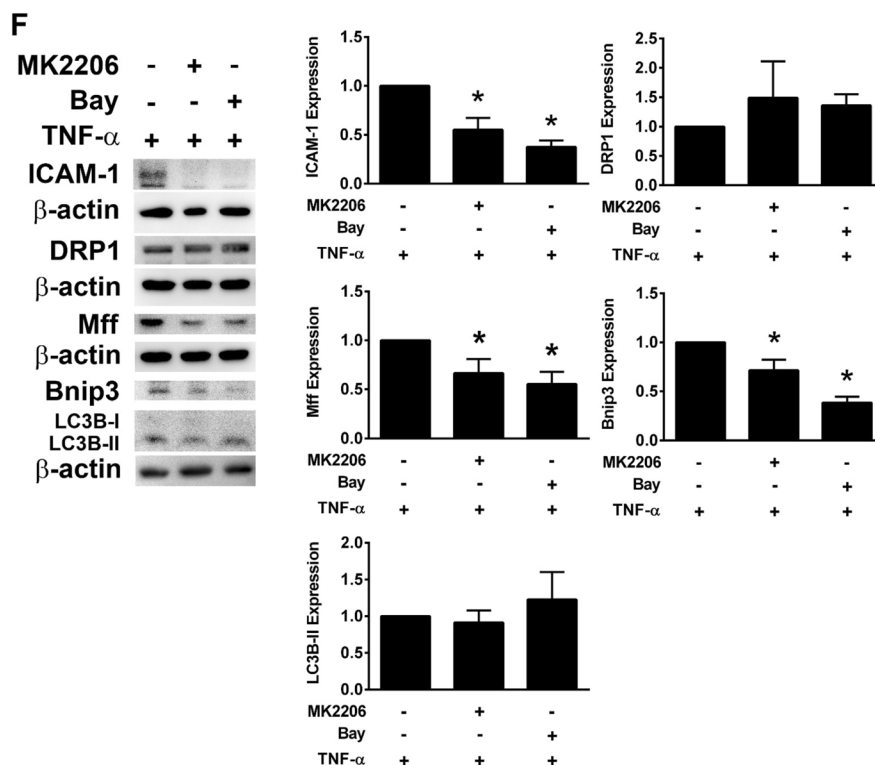 F
MK2206 - + -
Bay - - +
TNF-α + + +
ICAM-1
β-actin
DRP1
β-actin
Mff
β-actin
Bnip3
LC3B-I
LC3B-II
β-actin
ICAM-1 Expression
1.5
1.0
0.5
0.0
* *
MK2206 - + -
Bay - - +
TNF-α + + +
DRP1 Expression
2.5
2.0
1.5
1.0
0.5
0.0
MK2206 - + -
Bay - - +
TNF-α + + +
Mff Expression
1.5
1.0
0.5
0.0
* *
MK2206 - + -
Bay - - +
TNF-α + + +
Bnip3 Expression
1.5
1.0
0.5
0.0
* *
MK2206 - + -
Bay - - +
TNF-α + + +
LC3B-II Expression
2.0
1.5
1.0
0.5
0.0
MK2206 - + -
Bay - - +
TNF-α + + +